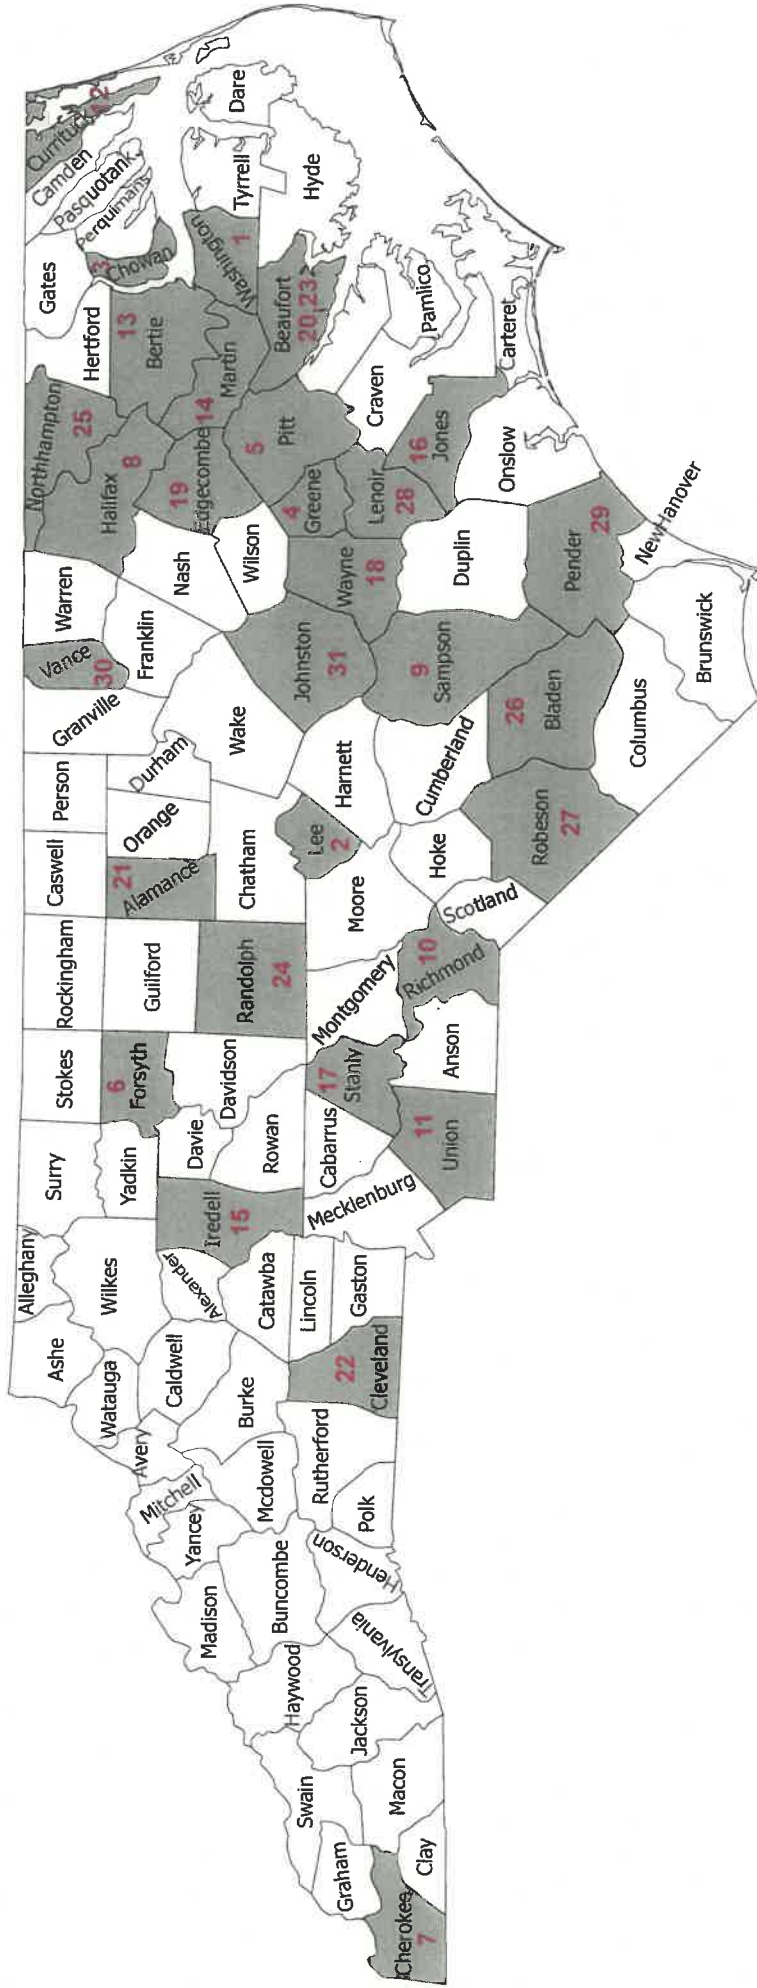 Cherokee
7
Graham
Clay
Swain
Macon
Jackson
Haywood
Transylvania
Madison
Buncombe
Henderson
Yancey
Mitchell
Mcdowell
Polk
Rutherford
Avery
Burke
Watauga
Caldwell
Cleveland
22
Ashe
Alleghany
Wilkes
Alexander
Catawba
Lincoln
Gaston
Surry
Yadkin
Iredell
15
Davie
Rowan
Cabarrus
Mecklenburg
Stokes
6
Forsyth
Davidson
17
Stanly
11
Union
Anson
Rockingham
Guilford
Randolph
24
Montgomery
10
Richmond
Caswell
21
Alamance
Chatham
Moore
Hoke
Scotland
Person
Orange
Durham
Lee
2
Harnett
Cumberland
Robeson
27
Granville
Vance
30
Wake
Johnston
31
9
Sampson
26
Bladen
Columbus
Brunswick
Warren
Franklin
Nash
Wilson
Wayne
18
Duplin
Pender
29
NewHanover
Northhampton
25
Halifax
8
19
Edgecombe
4
Greene
Lenoir
28
5
Pitt
16
Jones
Onslow
Hertford
13
Bertie
14
Martin
Craven
Carteret
Pamlico
Gates
3
Chowan
Perquimans
Pasquotank
Camden
Currituck
12
Washington
1
Beaufort
20,23
Tyrrell
Dare
Hyde